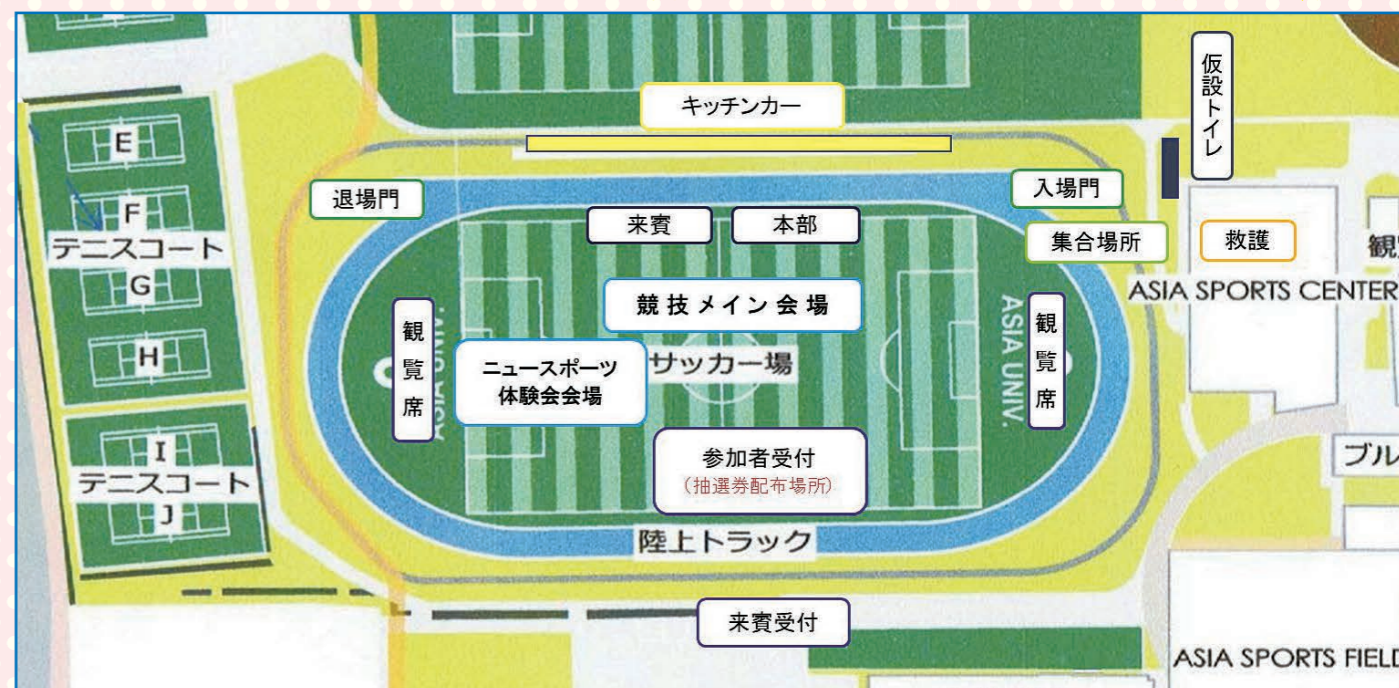 キッチンカー
仮設トイレ
E
退場門
入場門
F
来賓
本部
集合場所
救護
観
テニスコート
G
ASIA SPORTS CENTER
競技メイン会場
観覧席
ASIA UNIV.
ASIA UNIV.
観覧席
H
ニュースポーツ
体験会会場
サッカー場
I
参加者受付
(抽選券配布場所)
テニスコート
ブル
J
陸上トラック
来賓受付
ASIA SPORTS FIELD